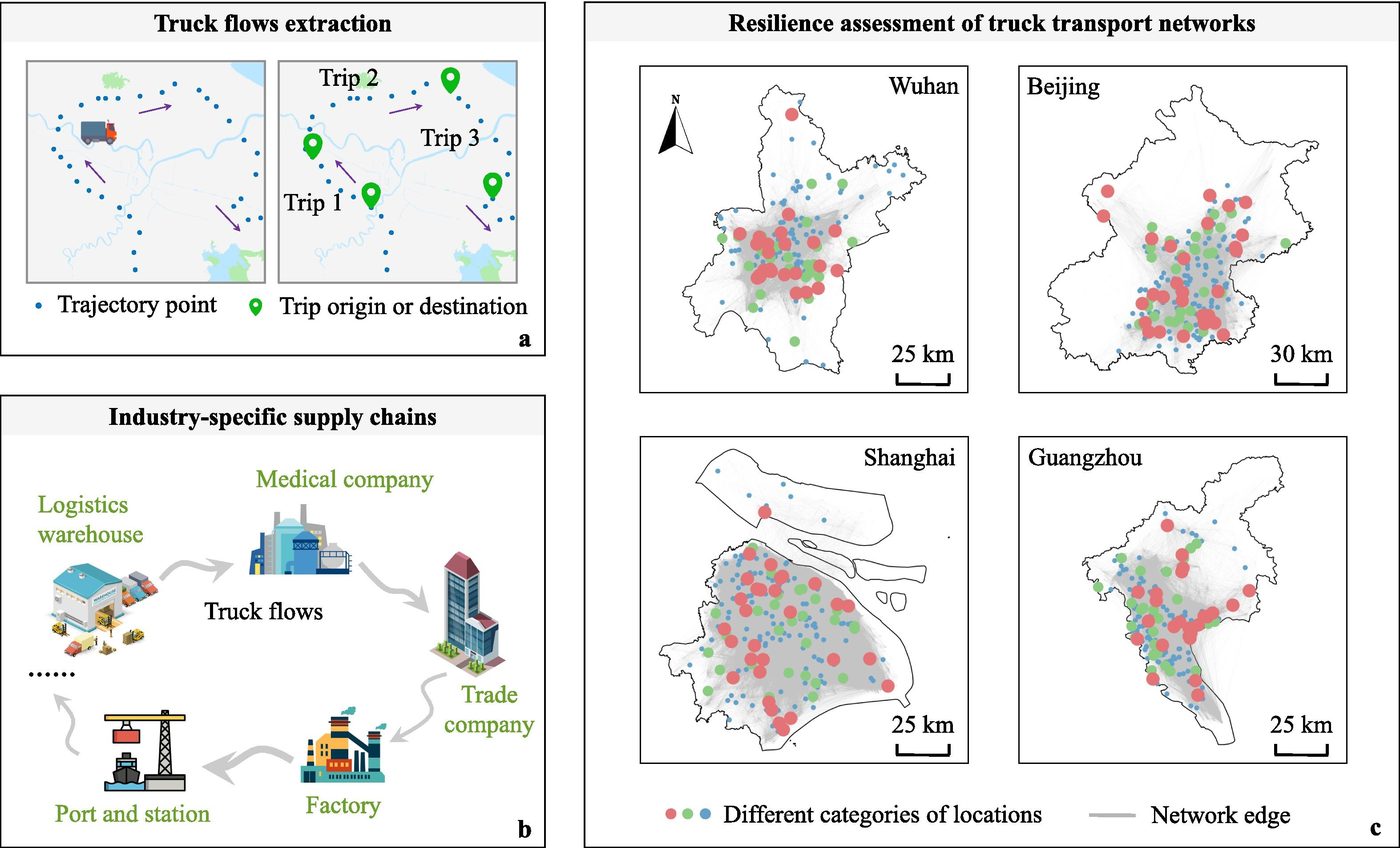 Truck flows extraction
Trip 2
Trip 3
Trip 1
Trajectory point
Trip origin or destination
a
Industry-specific supply chains
Medical company
Logistics
warehouse
Truck flows
......
Trade
company
Factory
Port and station
b
Resilience assessment of truck transport networks
Wuhan
N
25 km
Beijing
30 km
Shanghai
25 km
Guangzhou
25 km
Different categories of locations
Network edge
c